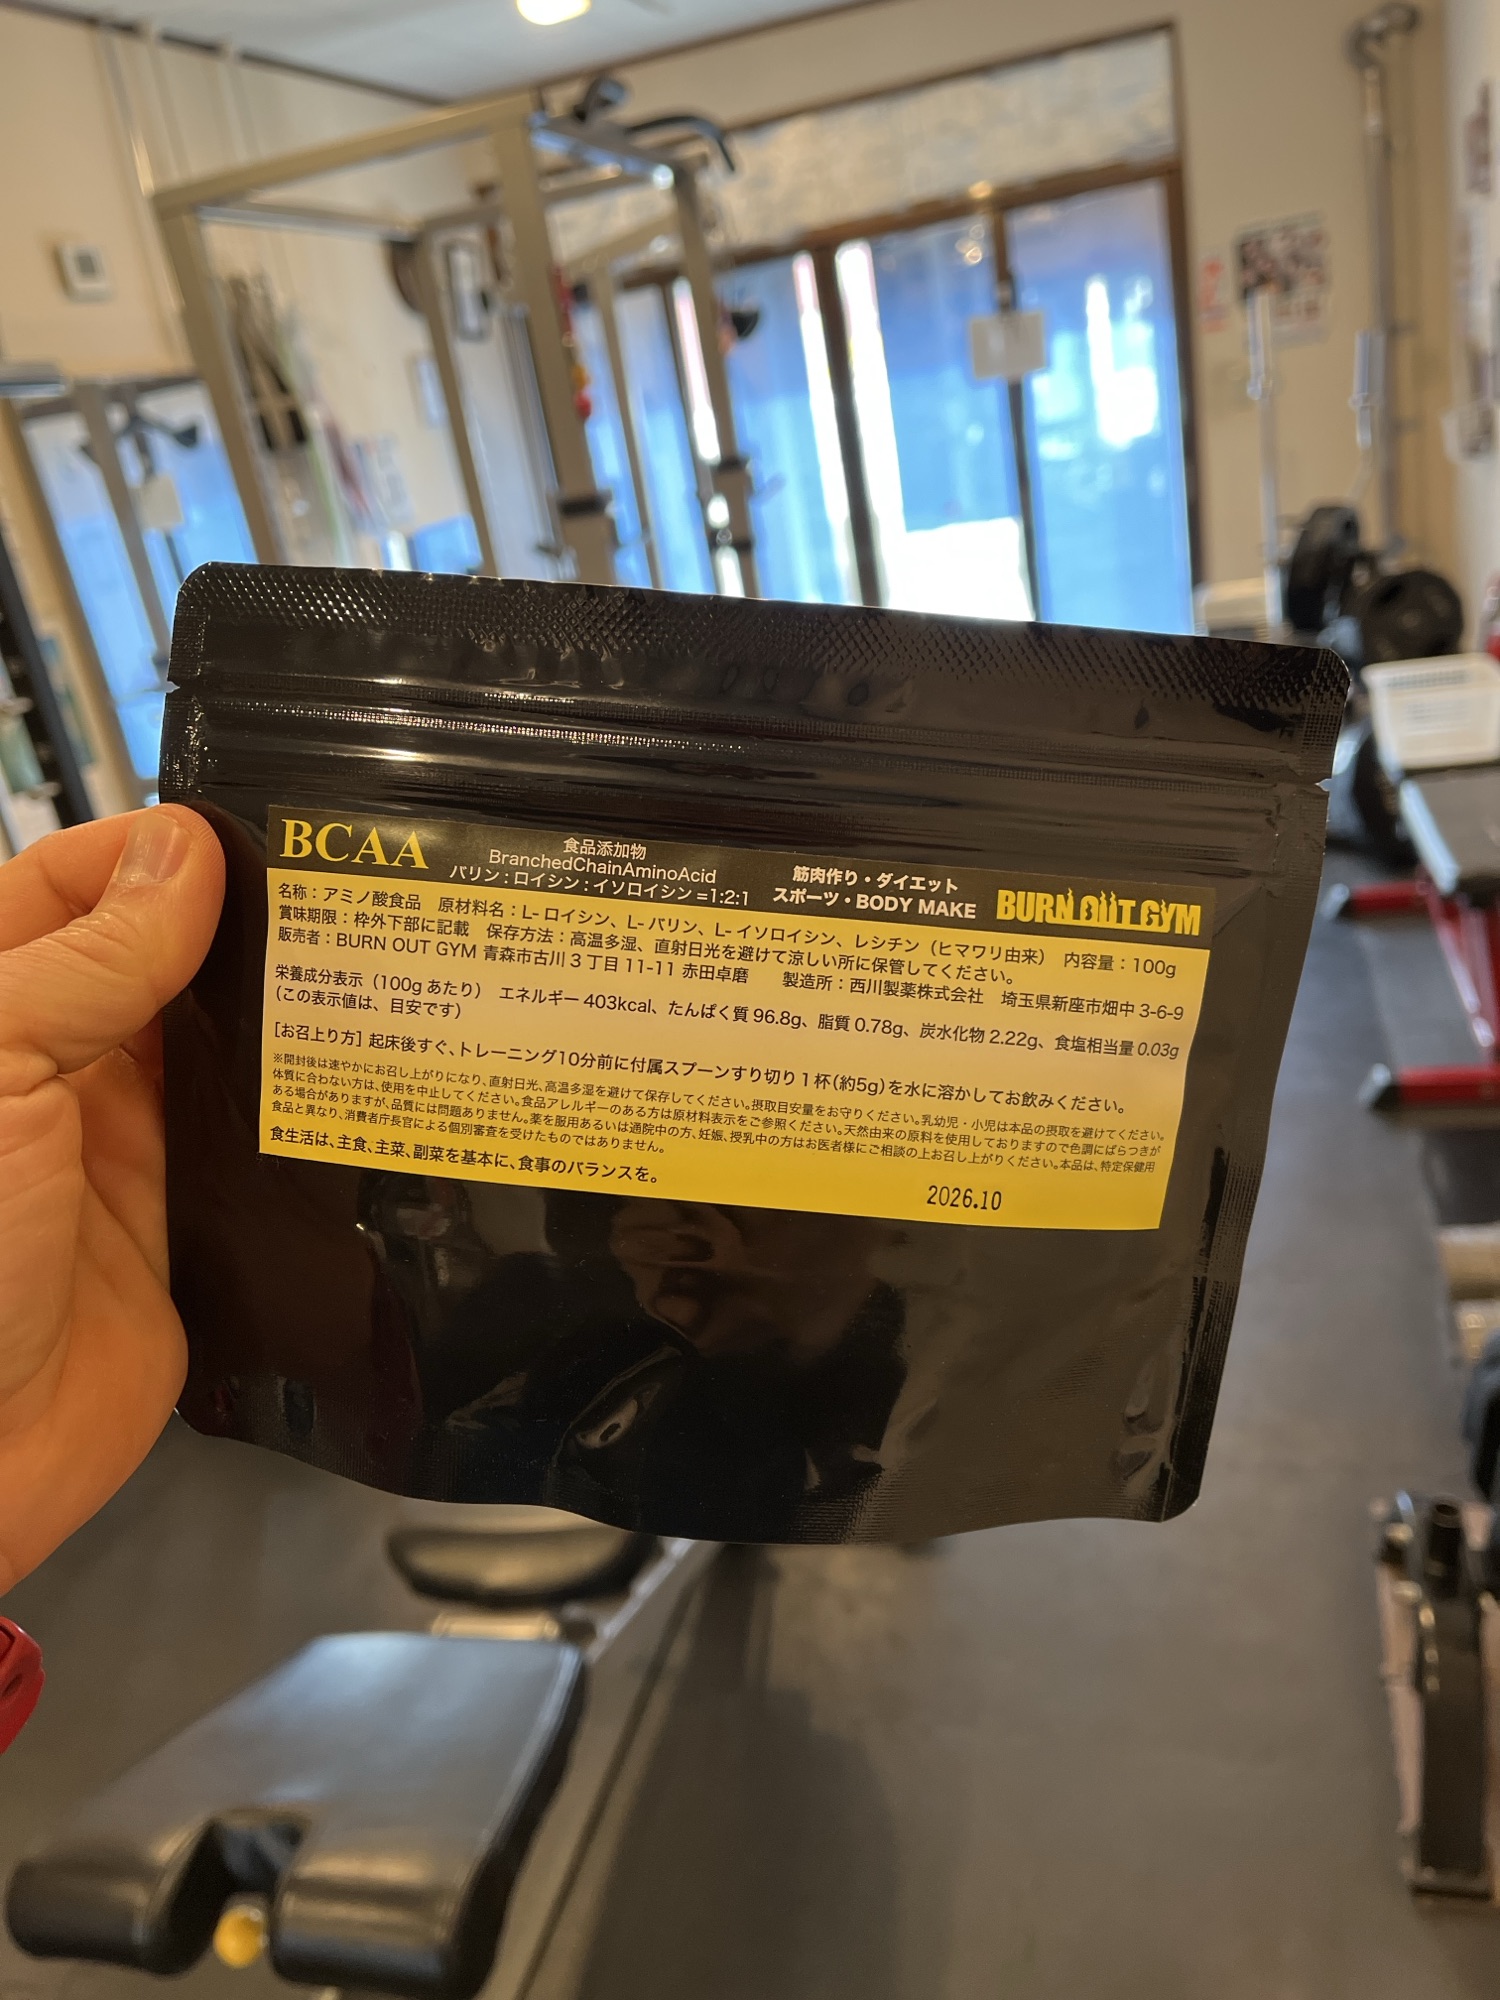 BCAA
食品添加物
BranchedChainAminoAcid
バリン:ロイシン:イソロイシン=1:2:1
筋肉作り・ダイエット
スポーツ・BODY MAKE
BURN OUT GYM
名称:アミノ酸食品 原材料名:L-ロイシン、L-バリン、L-イソロイシン、レシチン(ヒマワリ由来) 内容量:100g
賞味期限:枠外下部に記載 保存方法:高温多湿、直射日光を避けて涼しい所に保管してください。
販売者:BURN OUT GYM 青森市古川3丁目11-11 赤田卓磨 製造所:西川製薬株式会社 埼玉県新座市畑中3-6-9
栄養成分表示(100gあたり) エネルギー403kcal、たんぱく質96.8g、脂質0.78g、炭水化物2.22g、食塩相当量0.03g
(この表示値は、目安です)
[お召上り方]起床後すぐ、トレーニング10分前に付属スプーンすり切り1杯(約5g)を水に溶かしてお飲みください。
※開封後は速やかにお召し上がりになり、直射日光、高温多湿を避けて保存してください。摂取目安量をお守りください。乳幼児・小児は本品の摂取を避けてください。
体質に合わない方は、使用を中止してください。食品アレルギーのある方は原材料表示をご参照ください。天然由来の原料を使用しておりますので色調にばらつきが
ある場合がありますが、品質には問題ありません。薬を服用あるいは通院中の方、妊娠、授乳中の方はお医者様にご相談の上お召し上がりください。本品は、特定保健用
食品と異なり、消費者庁長官による個別審査を受けたものではありません。
食生活は、主食、主菜、副菜を基本に、食事のバランスを。
2026.10